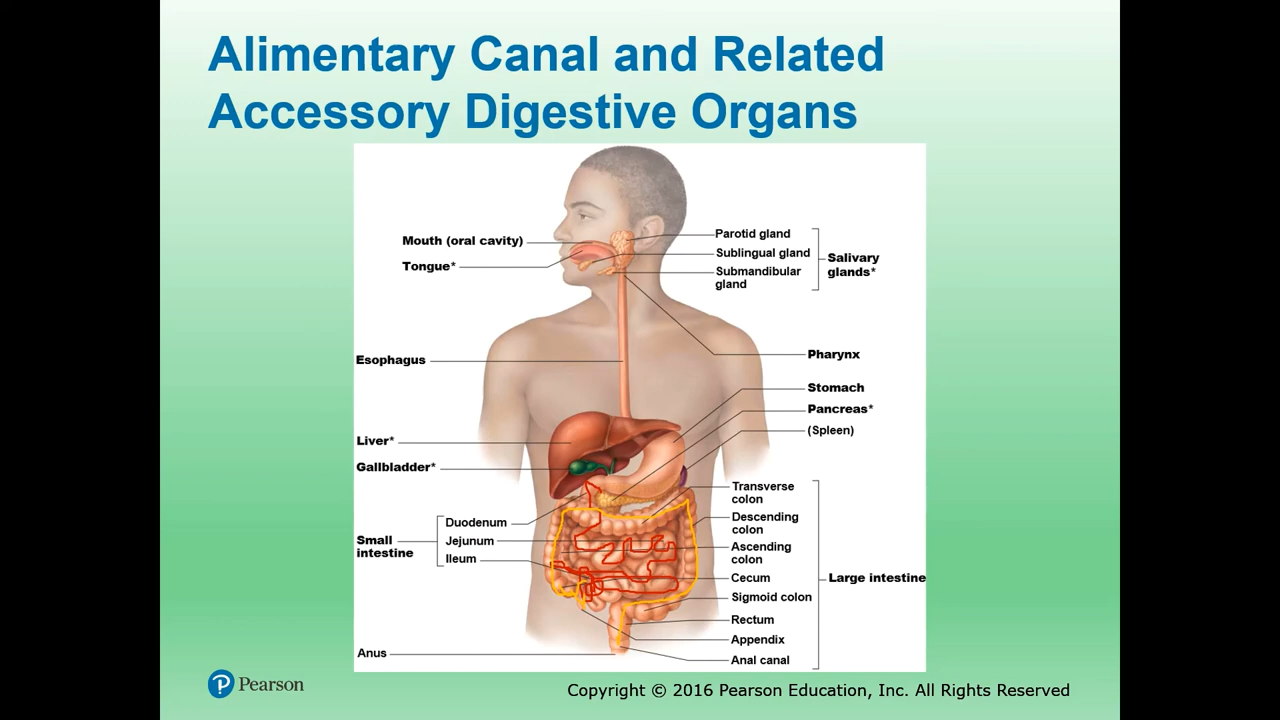 Alimentary Canal and Related
Accessory Digestive Organs
Mouth (oral cavity)
Tongue*
Parotid gland
Sublingual gland
Submandibular
gland
Salivary
glands*
Esophagus
Pharynx
Stomach
Pancreas*
(Spleen)
Liver*
Gallbladder*
Small
intestine
Duodenum
Jejunum
Ileum
Transverse
colon
Descending
colon
Ascending
colon
Cecum
Sigmoid colon
Rectum
Appendix
Anal canal
Large intestine
Anus
Pearson
Copyright © 2016 Pearson Education, Inc. All Rights Reserved